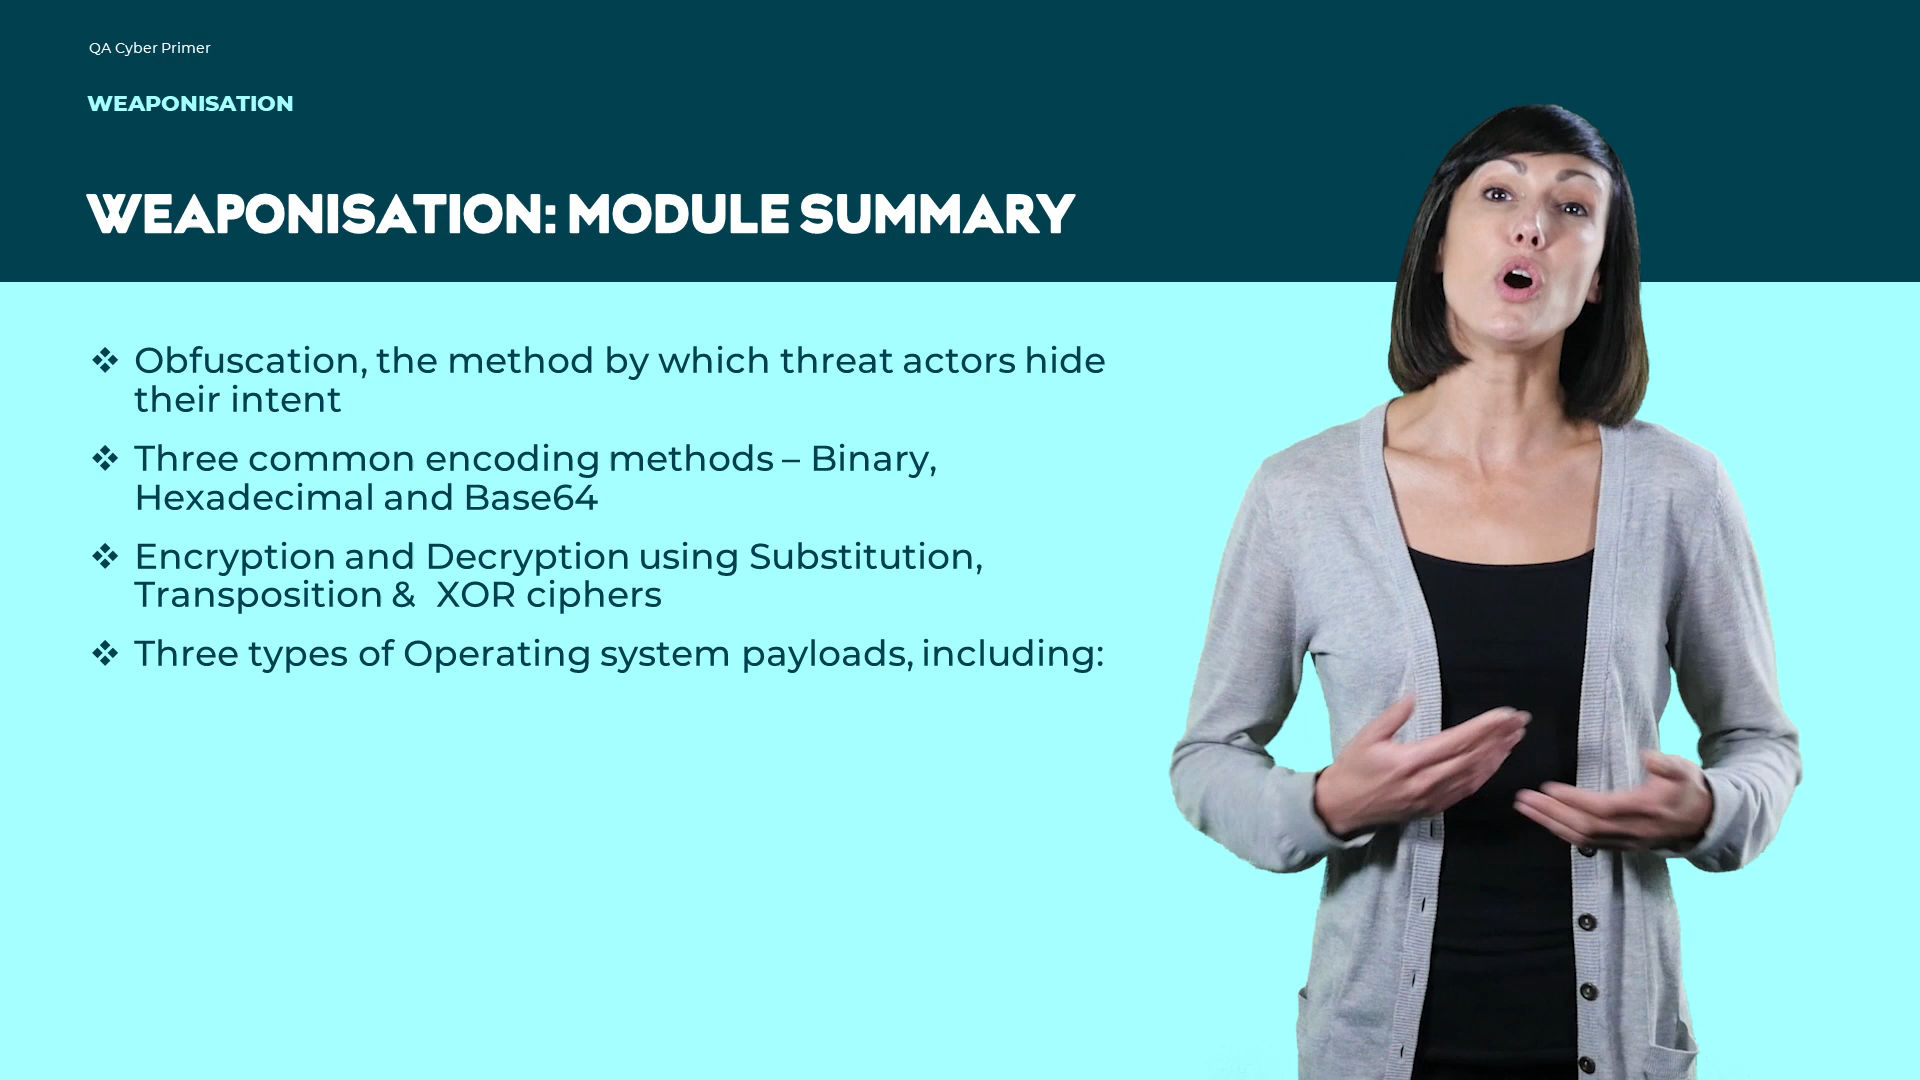 QA Cyber Primer
WEAPONISATION
WEAPONISATION: MODULE SUMMARY
❖ Obfuscation, the method by which threat actors hide
their intent
❖ Three common encoding methods – Binary,
Hexadecimal and Base64
❖ Encryption and Decryption using Substitution,
Transposition &  XOR ciphers
❖ Three types of Operating system payloads, including: